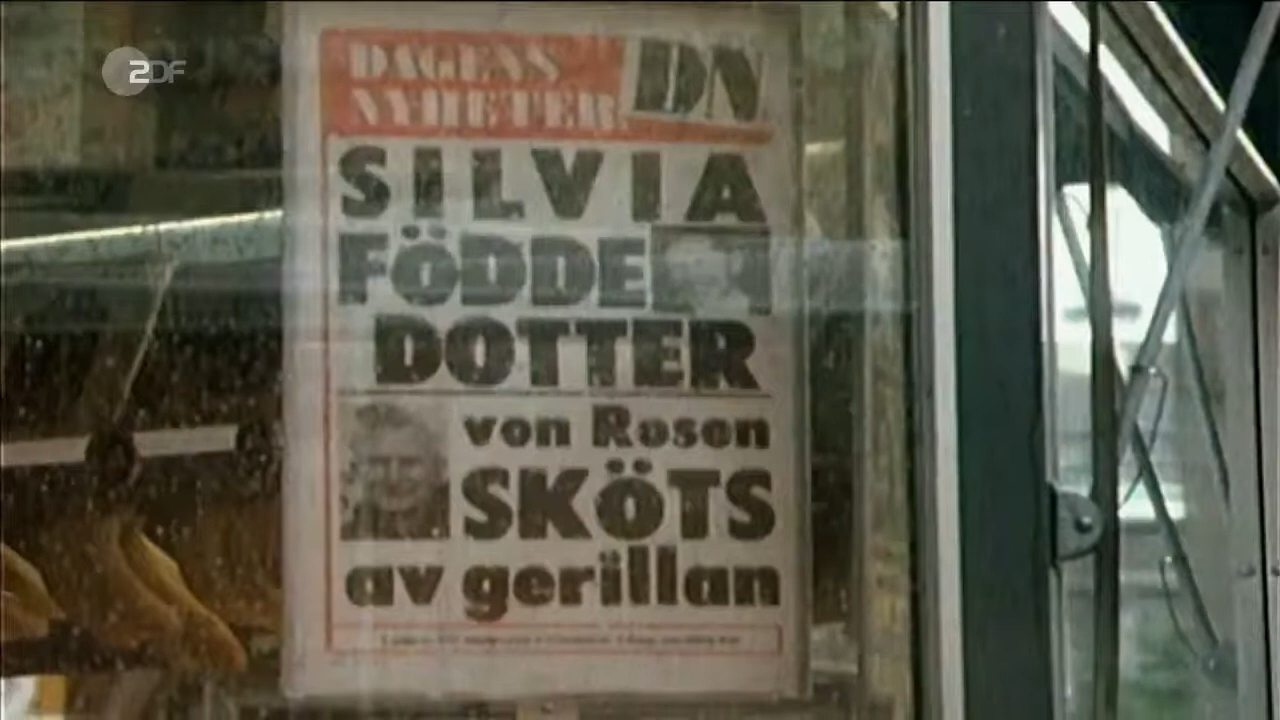 2DF
DAGENS
NYHETER.
DN
SILVIA
FÖDDE
DOTTER
von Rosen
SKÖTS
av gerillan